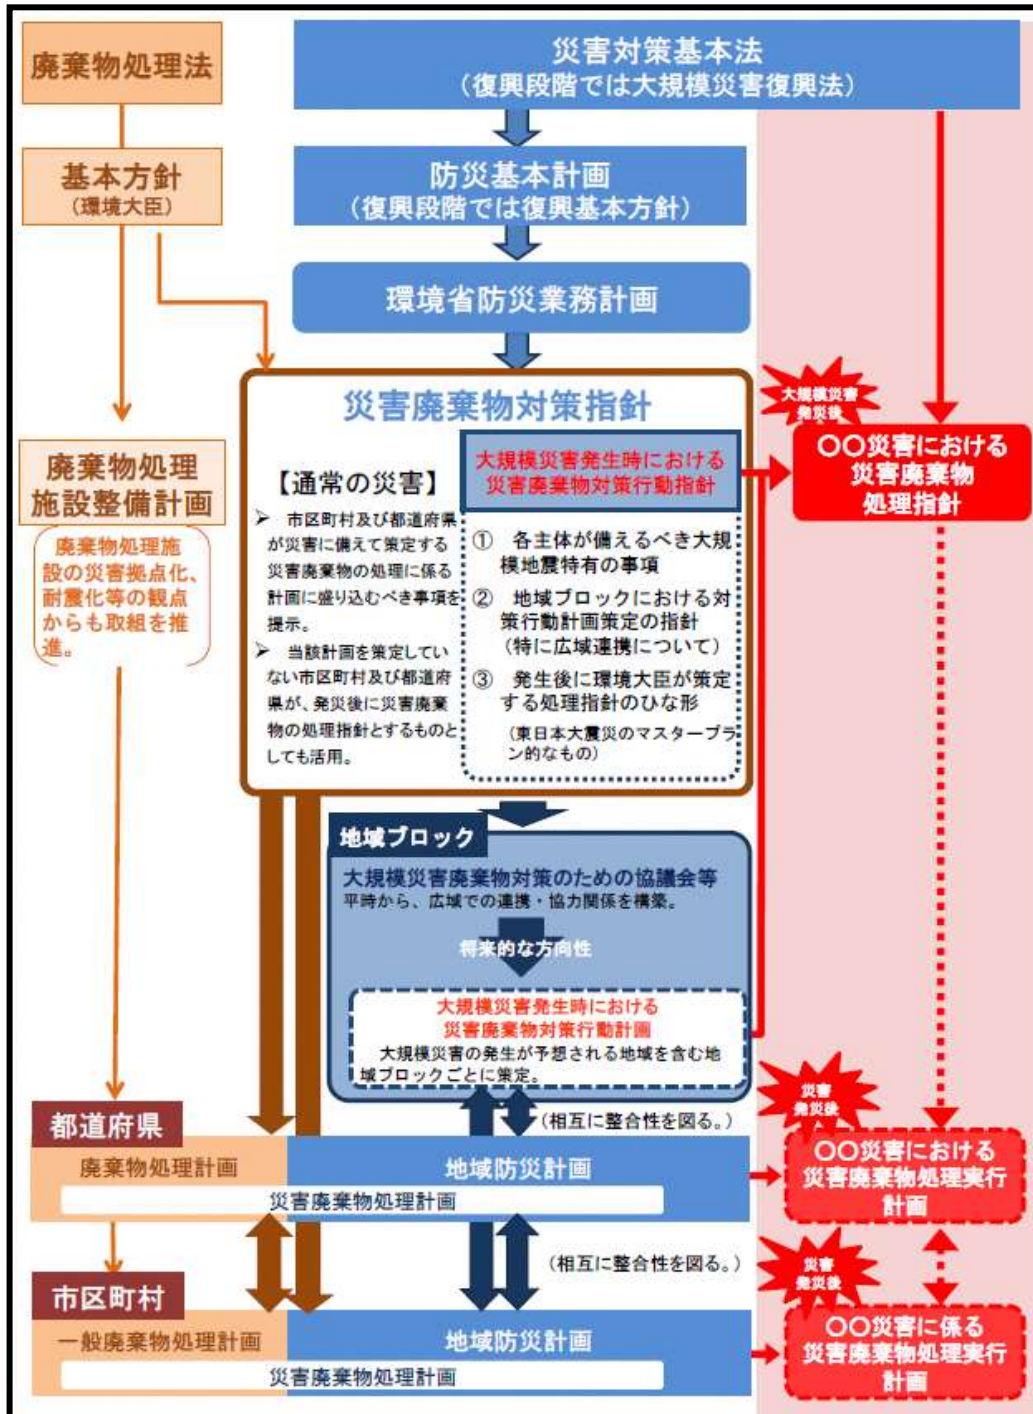 廃棄物処理法
災害対策基本法
(復興段階では大規模災害復興法)
基本方針
(環境大臣)
防災基本計画
(復興段階では復興基本方針)
環境省防災業務計画
災害廃棄物対策指針
【通常の災害】
➢ 市区町村及び都道府県
が災害に備えて策定する
災害廃棄物の処理に係る
計画に盛り込むべき事項を
提示。
➢ 当該計画を策定してい
ない市区町村及び都道府
県が、発災後に災害廃棄
物の処理指針とするものと
しても活用。
大規模災害発生時における
災害廃棄物対策行動指針
① 各主体が備えるべき大規
模地震特有の事項
② 地域ブロックにおける対
策行動計画策定の指針
(特に広域連携について)
③ 発生後に環境大臣が策定
する処理指針のひな形
(東日本大震災のマスタープラ
ン的なもの)
大規模災害
発災後
〇〇災害における
災害廃棄物
処理指針
廃棄物処理
施設整備計画
廃棄物処理施
設の災害拠点化、
耐震化等の観点
からも取組を推
進。
地域ブロック
大規模災害廃棄物対策のための協議会等
平時から、広域での連携・協力関係を構築。
将来的な方向性
大規模災害発生時における
災害廃棄物対策行動計画
大規模災害の発生が予想される地域を含む地
域ブロックごとに策定。
(相互に整合性を図る。)
都道府県
廃棄物処理計画
地域防災計画
災害廃棄物処理計画
災害
発災後
〇〇災害における
災害廃棄物処理実行
計画
(相互に整合性を図る。)
市区町村
一般廃棄物処理計画
地域防災計画
災害廃棄物処理計画
災害
発災後
〇〇災害に係る
災害廃棄物処理実行
計画